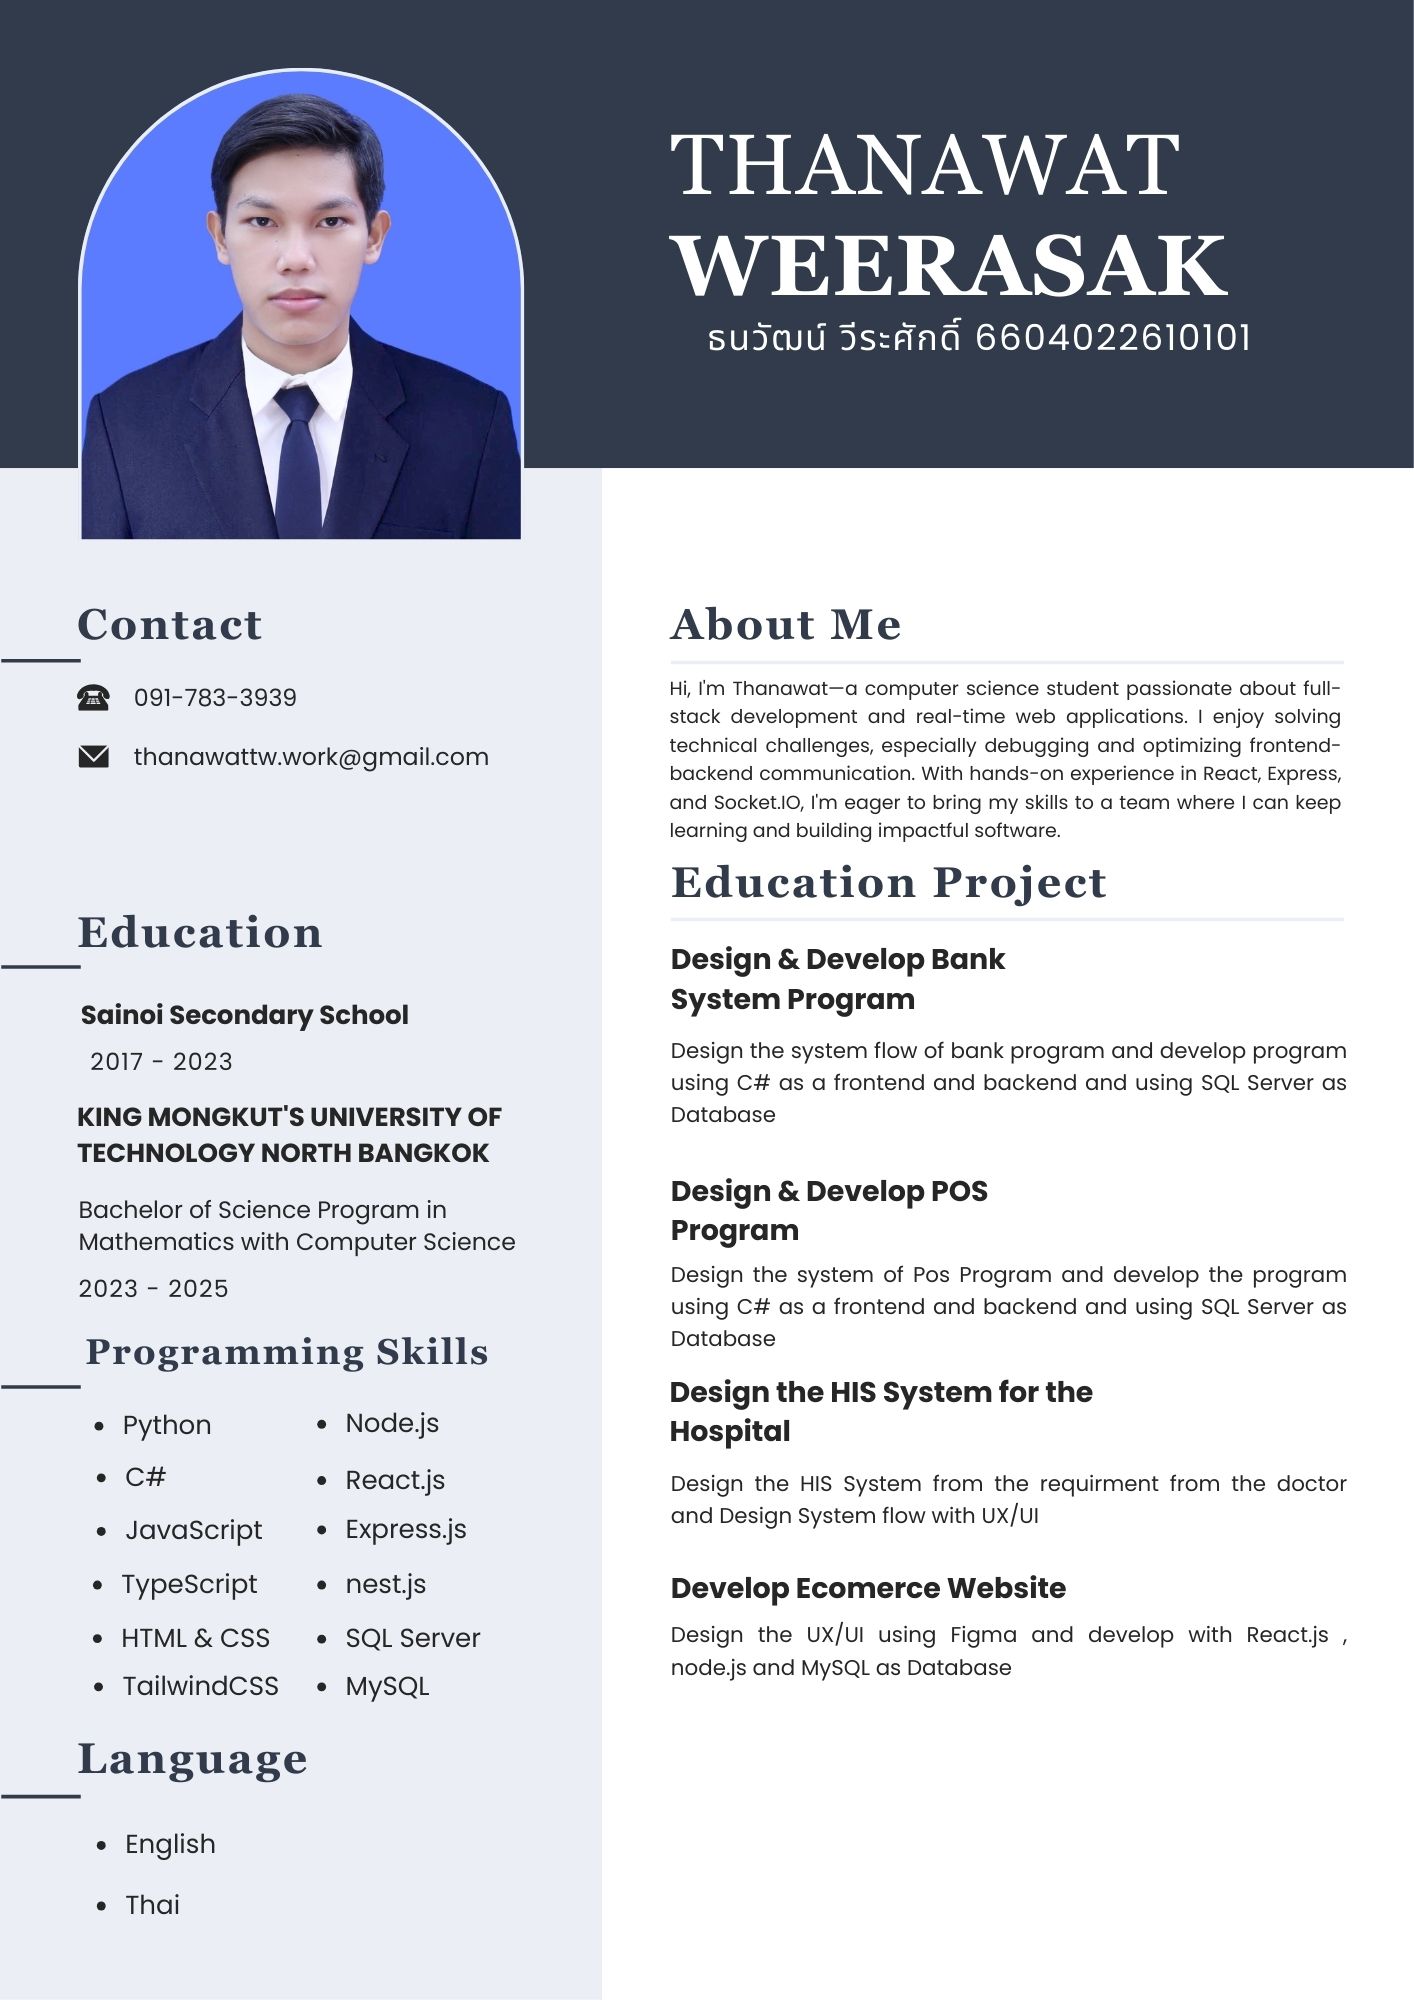 THANAWAT
WEERASAK
ธนวัฒน์ วีระศักดิ์ 6604022610101
Contact
091-783-3939
thanawattw.work@gmail.com
Education
Sainoi Secondary School
2017 - 2023
KING MONGKUT'S UNIVERSITY OF
TECHNOLOGY NORTH BANGKOK
Bachelor of Science Program in
Mathematics with Computer Science
2023 - 2025
Programming Skills
• Python
• C#
• JavaScript
• TypeScript
• HTML & CSS
• TailwindCSS
• Node.js
• React.js
• Express.js
• nest.js
• SQL Server
• MySQL
Language
• English
• Thai
About Me
Hi, I'm Thanawat—a computer science student passionate about full-
stack development and real-time web applications. I enjoy solving
technical challenges, especially debugging and optimizing frontend-
backend communication. With hands-on experience in React, Express,
and Socket.IO, I'm eager to bring my skills to a team where I can keep
learning and building impactful software.
Education Project
Design & Develop Bank
System Program
Design the system flow of bank program and develop program
using C# as a frontend and backend and using SQL Server as
Database
Design & Develop POS
Program
Design the system of Pos Program and develop the program
using C# as a frontend and backend and using SQL Server as
Database
Design the HIS System for the
Hospital
Design the HIS System from the requirment from the doctor
and Design System flow with UX/UI
Develop Ecomerce Website
Design the UX/UI using Figma and develop with React.js ,
node.js and MySQL as Database